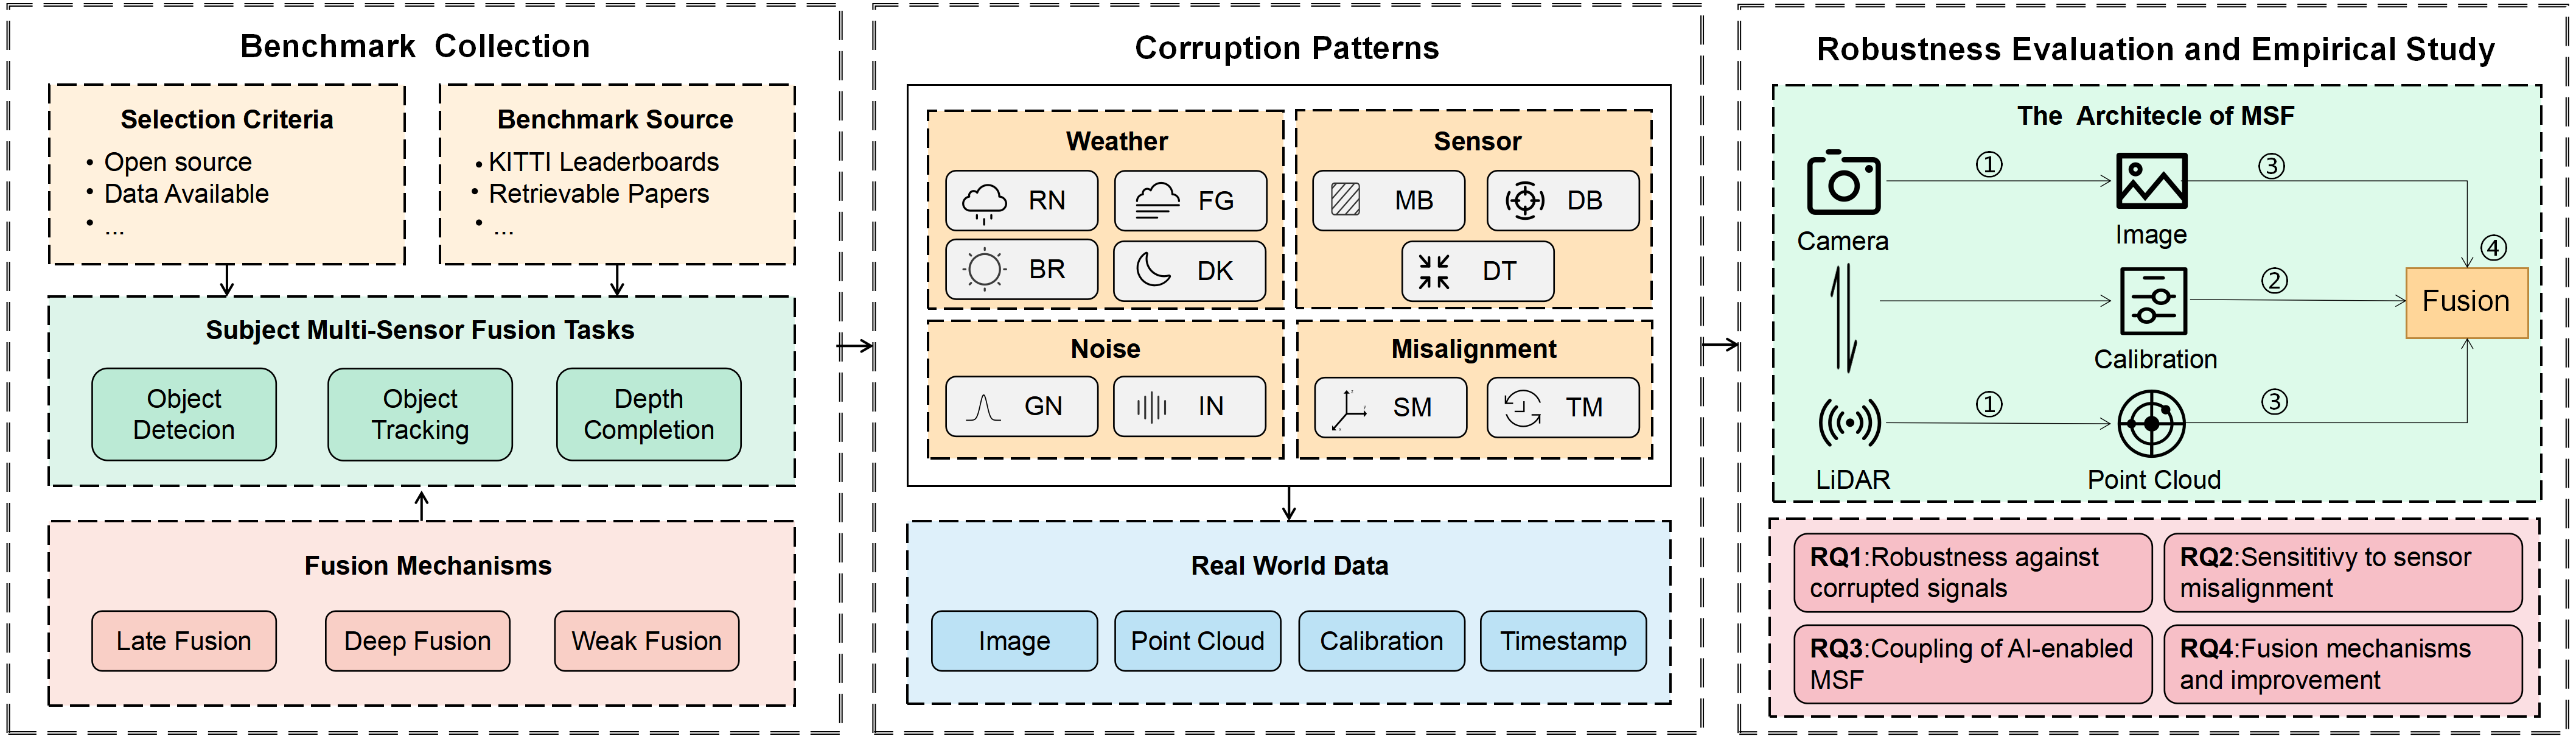 Benchmark Collection
Selection Criteria
• Open source
• Data Available
• ...
Benchmark Source
• KITTI Leaderboards
• Retrievable Papers
• ...
Subject Multi-Sensor Fusion Tasks
Object
Detecion
Object
Tracking
Depth
Completion
Fusion Mechanisms
Late Fusion
Deep Fusion
Weak Fusion
Corruption Patterns
Weather
RN
FG
BR
DK
Sensor
MB
DB
DT
Noise
GN
IN
Misalignment
SM
TM
Real World Data
Image
Point Cloud
Calibration
Timestamp
Robustness Evaluation and Empirical Study
The Architecle of MSF
Camera
①
Image
③
④
Calibration
②
Fusion
LiDAR
①
Point Cloud
③
RQ1:Robustness against
corrupted signals
RQ2:Sensititivy to sensor
misalignment
RQ3:Coupling of AI-enabled
MSF
RQ4:Fusion mechanisms
and improvement